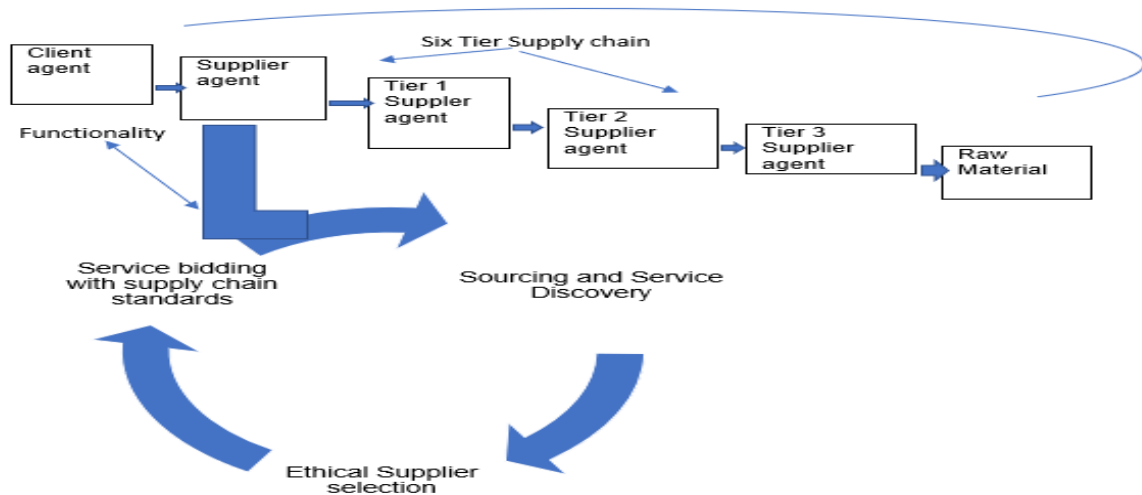 Six Tier Supply chain
Client
agent
Supplier
agent
Tier 1
Suppler
agent
Tier 2
Supplier
agent
Tier 3
Supplier
agent
Raw
Material
Functionality
Service bidding
with supply chain
standards
Sourcing and Service
Discovery
Ethical Supplier
selection